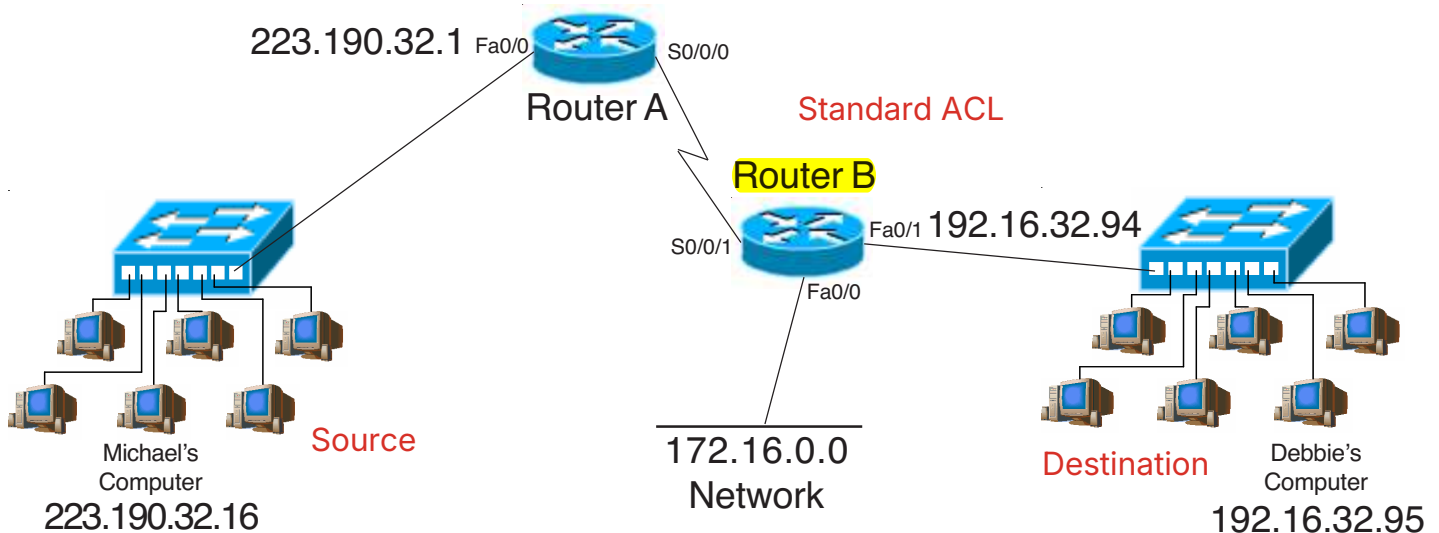 223.190.32.1 Fa0/0
S0/0/0
Router A
Standard ACL
Router B
S0/0/1
Fa0/1 192.16.32.94
Fa0/0
Michael's
Computer
223.190.32.16
Source
172.16.0.0
Network
Destination
Debbie's
Computer
192.16.32.95